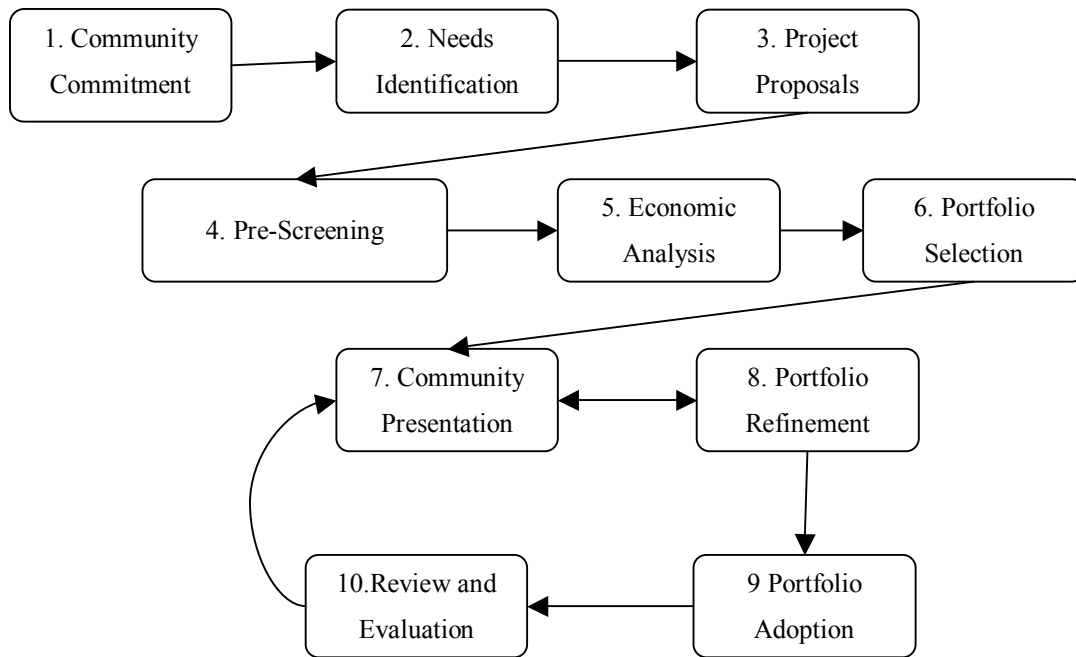 1. Community
Commitment
2. Needs
Identification
3. Project
Proposals
4. Pre-Screening
5. Economic
Analysis
6. Portfolio
Selection
7. Community
Presentation
8. Portfolio
Refinement
9 Portfolio
Adoption
10.Review and
Evaluation